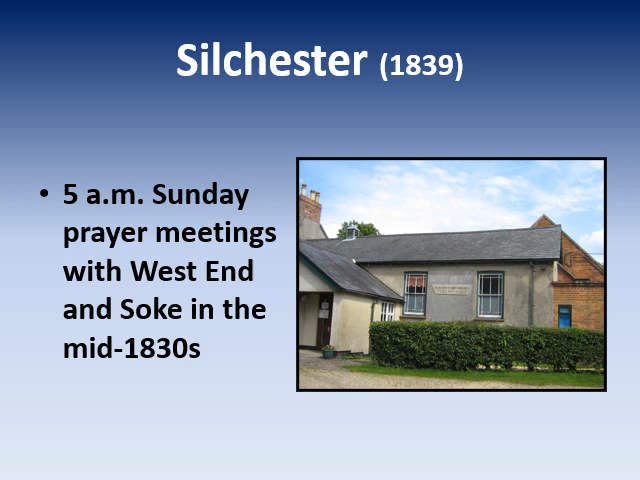 Silchester (1839)
• 5 a.m. Sunday
prayer meetings
with West End
and Soke in the
mid-1830s